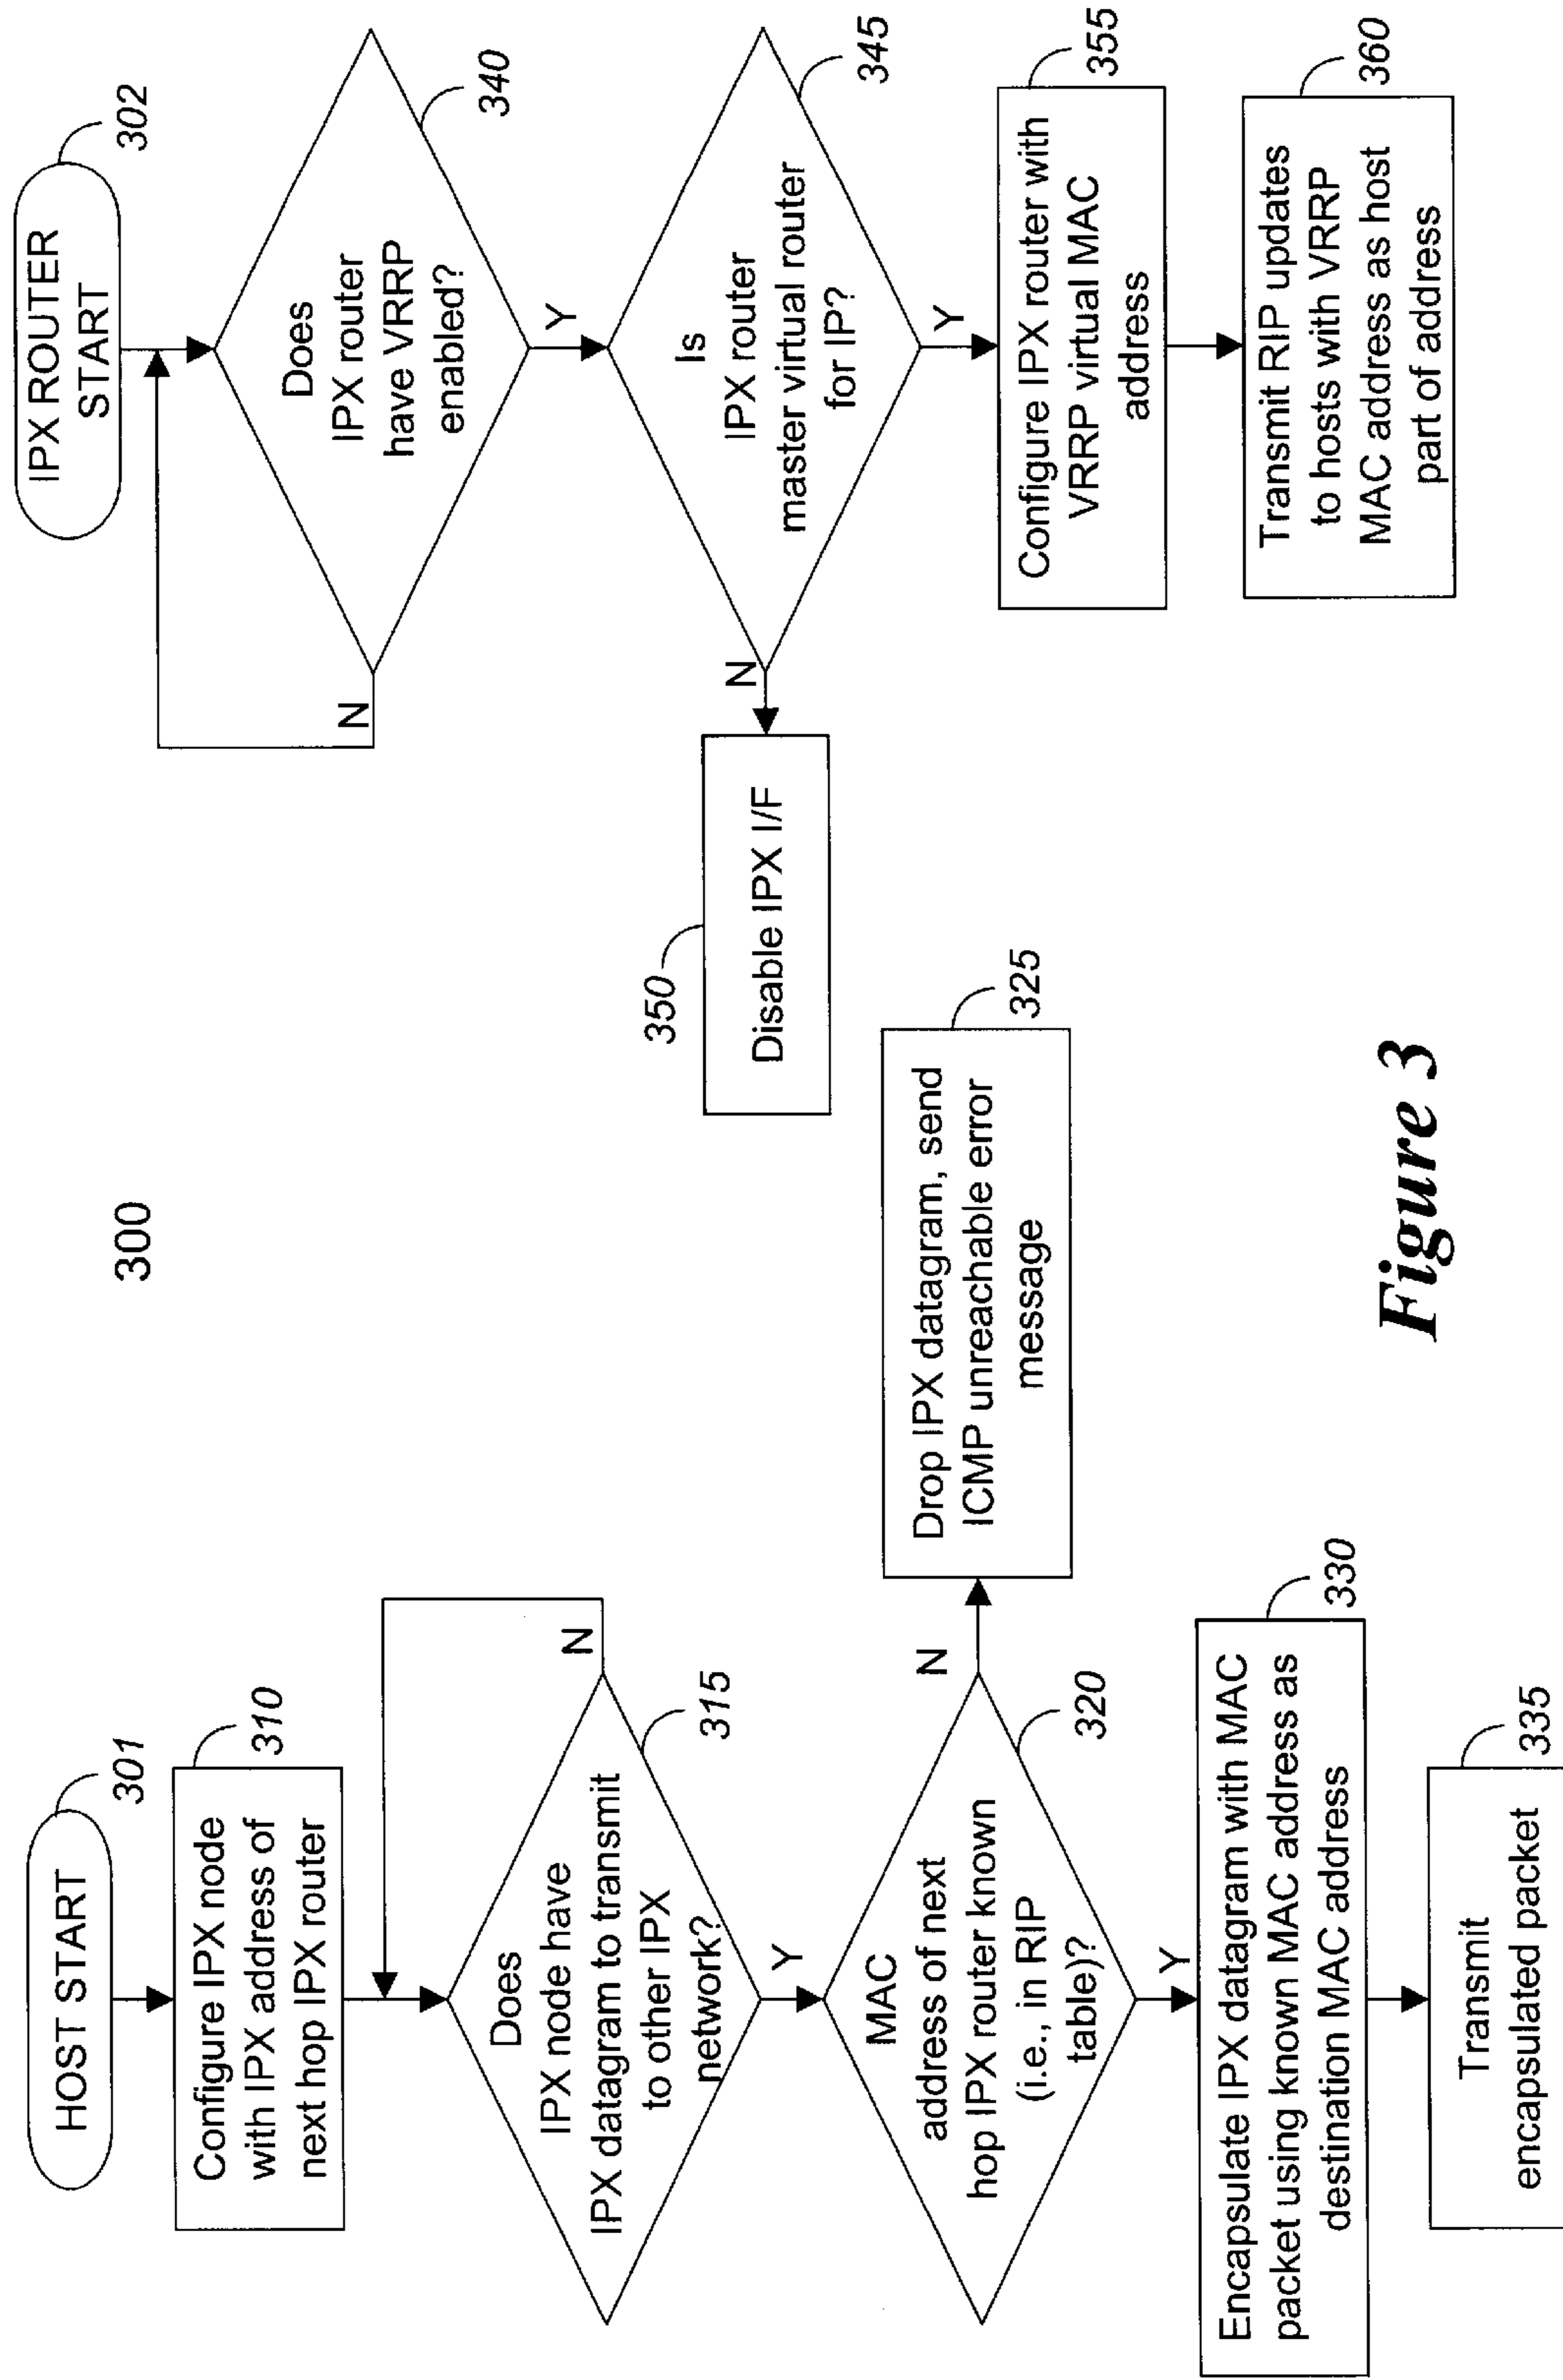 300
HOST START
301
Configure IPX node
with IPX address of
next hop IPX router
310
Does
IPX node have
IPX datagram to transmit
to other IPX
network?
315
N
Y
MAC
address of next
hop IPX router known
(i.e., in RIP
table)?
320
N
Y
Drop IPX datagram, send
ICMP unreachable error
message
325
Encapsulate IPX datagram with MAC
packet using known MAC address as
destination MAC address
330
Transmit
encapsulated packet
335
IPX ROUTER
START
302
Does
IPX router
have VRRP
enabled?
340
N
Y
Is
IPX router
master virtual router
for IP?
345
N
Y
350
Disable IPX I/F
Configure IPX router with
VRRP virtual MAC
address
355
Transmit RIP updates
to hosts with VRRP
MAC address as host
part of address
360
Figure 3